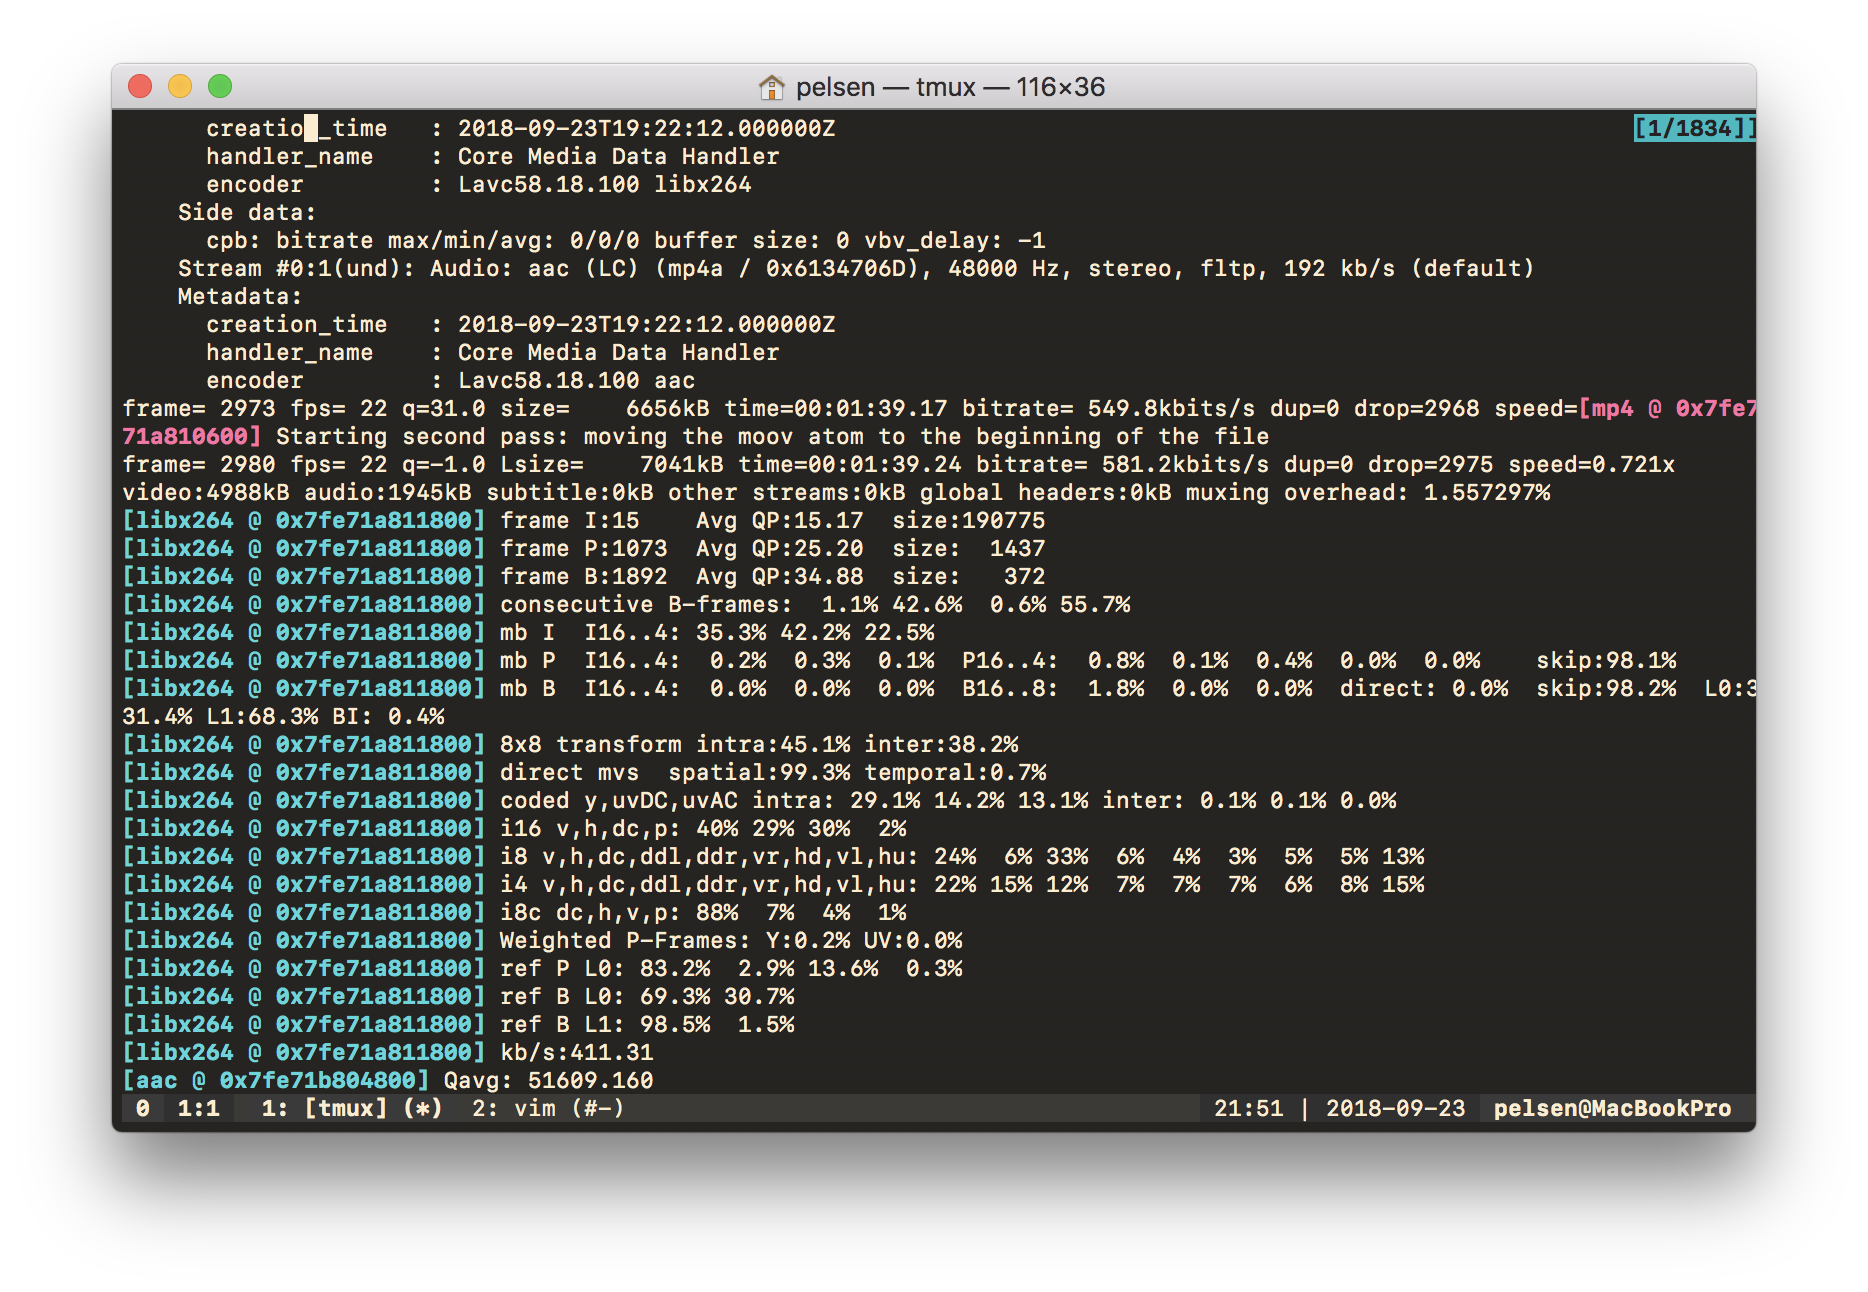 pelsen — tmux — 116×36
creatio _time   : 2018-09-23T19:22:12.000000Z [1/1834]]
handler_name    : Core Media Data Handler
encoder         : Lavc58.18.100 libx264
Side data:
cpb: bitrate max/min/avg: 0/0/0 buffer size: 0 vbv_delay: -1
Stream #0:1(und): Audio: aac (LC) (mp4a / 0x6134706D), 48000 Hz, stereo, fltp, 192 kb/s (default)
Metadata:
creation_time   : 2018-09-23T19:22:12.000000Z
handler_name    : Core Media Data Handler
encoder         : Lavc58.18.100 aac
frame= 2973 fps= 22 q=31.0 size=    6656kB time=00:01:39.17 bitrate= 549.8kbits/s dup=0 drop=2968 speed=[mp4 @ 0x7fe7
71a810600] Starting second pass: moving the moov atom to the beginning of the file
frame= 2980 fps= 22 q=-1.0 Lsize=    7041kB time=00:01:39.24 bitrate= 581.2kbits/s dup=0 drop=2975 speed=0.721x
video:4988kB audio:1945kB subtitle:0kB other streams:0kB global headers:0kB muxing overhead: 1.557297%
[libx264 @ 0x7fe71a811800] frame I:15    Avg QP:15.17  size:190775
[libx264 @ 0x7fe71a811800] frame P:1073  Avg QP:25.20  size:  1437
[libx264 @ 0x7fe71a811800] frame B:1892  Avg QP:34.88  size:   372
[libx264 @ 0x7fe71a811800] consecutive B-frames:  1.1% 42.6%  0.6% 55.7%
[libx264 @ 0x7fe71a811800] mb I  I16..4: 35.3% 42.2% 22.5%
[libx264 @ 0x7fe71a811800] mb P  I16..4:  0.2%  0.3%  0.1%  P16..4:  0.8%  0.1%  0.4%  0.0%  0.0%    skip:98.1%
[libx264 @ 0x7fe71a811800] mb B  I16..4:  0.0%  0.0%  0.0%  B16..8:  1.8%  0.0%  0.0%  direct: 0.0%  skip:98.2%  L0:3
31.4% L1:68.3% BI: 0.4%
[libx264 @ 0x7fe71a811800] 8x8 transform intra:45.1% inter:38.2%
[libx264 @ 0x7fe71a811800] direct mvs  spatial:99.3% temporal:0.7%
[libx264 @ 0x7fe71a811800] coded y,uvDC,uvAC intra: 29.1% 14.2% 13.1% inter: 0.1% 0.1% 0.0%
[libx264 @ 0x7fe71a811800] i16 v,h,dc,p: 40% 29% 30%  2%
[libx264 @ 0x7fe71a811800] i8 v,h,dc,ddl,ddr,vr,hd,vl,hu: 24%  6% 33%  6%  4%  3%  5%  5% 13%
[libx264 @ 0x7fe71a811800] i4 v,h,dc,ddl,ddr,vr,hd,vl,hu: 22% 15% 12%  7%  7%  7%  6%  8% 15%
[libx264 @ 0x7fe71a811800] i8c dc,h,v,p: 88%  7%  4%  1%
[libx264 @ 0x7fe71a811800] Weighted P-Frames: Y:0.2% UV:0.0%
[libx264 @ 0x7fe71a811800] ref P L0: 83.2%  2.9% 13.6%  0.3%
[libx264 @ 0x7fe71a811800] ref B L0: 69.3% 30.7%
[libx264 @ 0x7fe71a811800] ref B L1: 98.5%  1.5%
[libx264 @ 0x7fe71a811800] kb/s:411.31
[aac @ 0x7fe71b804800] Qavg: 51609.160
0  1:1   1: [tmux] (*)  2: vim (#-) 21:51 | 2018-09-23  pelsen@MacBookPro